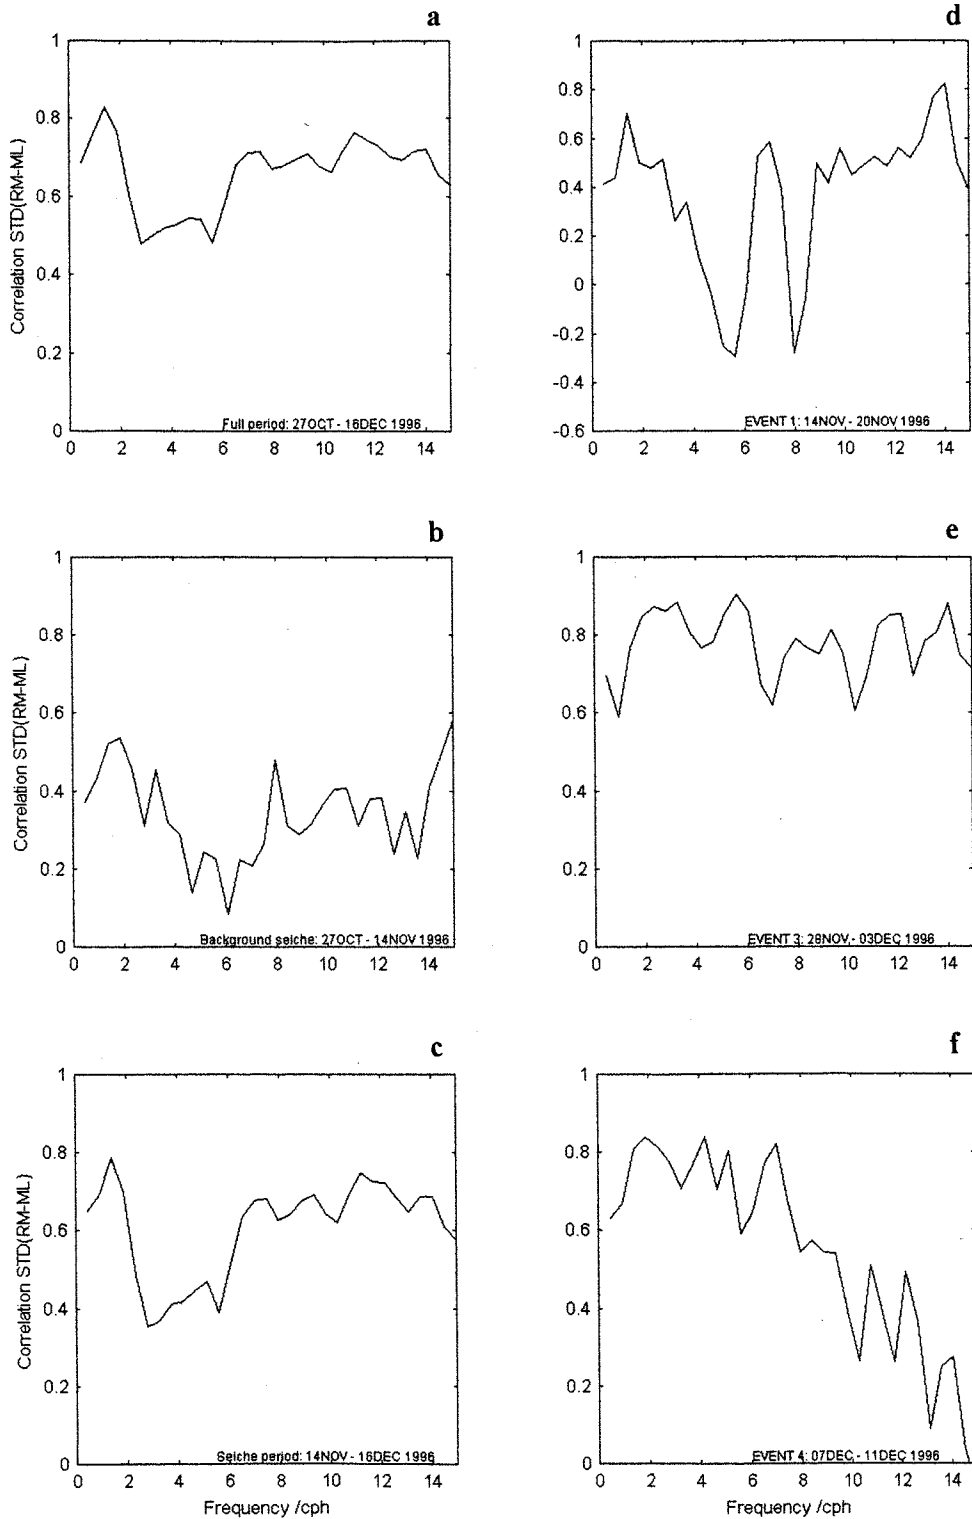 a
1
0.8
0.6
0.4
0.2
0
Correlation STD(RM-ML)
Full period: 27OCT - 16DEC 1996
0 2 4 6 8 10 12 14
d
1
0.8
0.6
0.4
0.2
0
-0.2
-0.4
-0.6
EVENT 1: 14NOV - 20NOV 1996
0 2 4 6 8 10 12 14
b
1
0.8
0.6
0.4
0.2
0
Correlation STD(RM-ML)
Background seiche: 27OCT - 14NOV 1996
0 2 4 6 8 10 12 14
e
1
0.8
0.6
0.4
0.2
0
EVENT 3: 28NOV - 03DEC 1996
0 2 4 6 8 10 12 14
c
1
0.8
0.6
0.4
0.2
0
Correlation STD(RM-ML)
Seiche period: 14NOV - 16DEC 1996
0 2 4 6 8 10 12 14
Frequency /cph
f
1
0.8
0.6
0.4
0.2
0
EVENT 4: 07DEC - 11DEC 1996
0 2 4 6 8 10 12 14
Frequency /cph